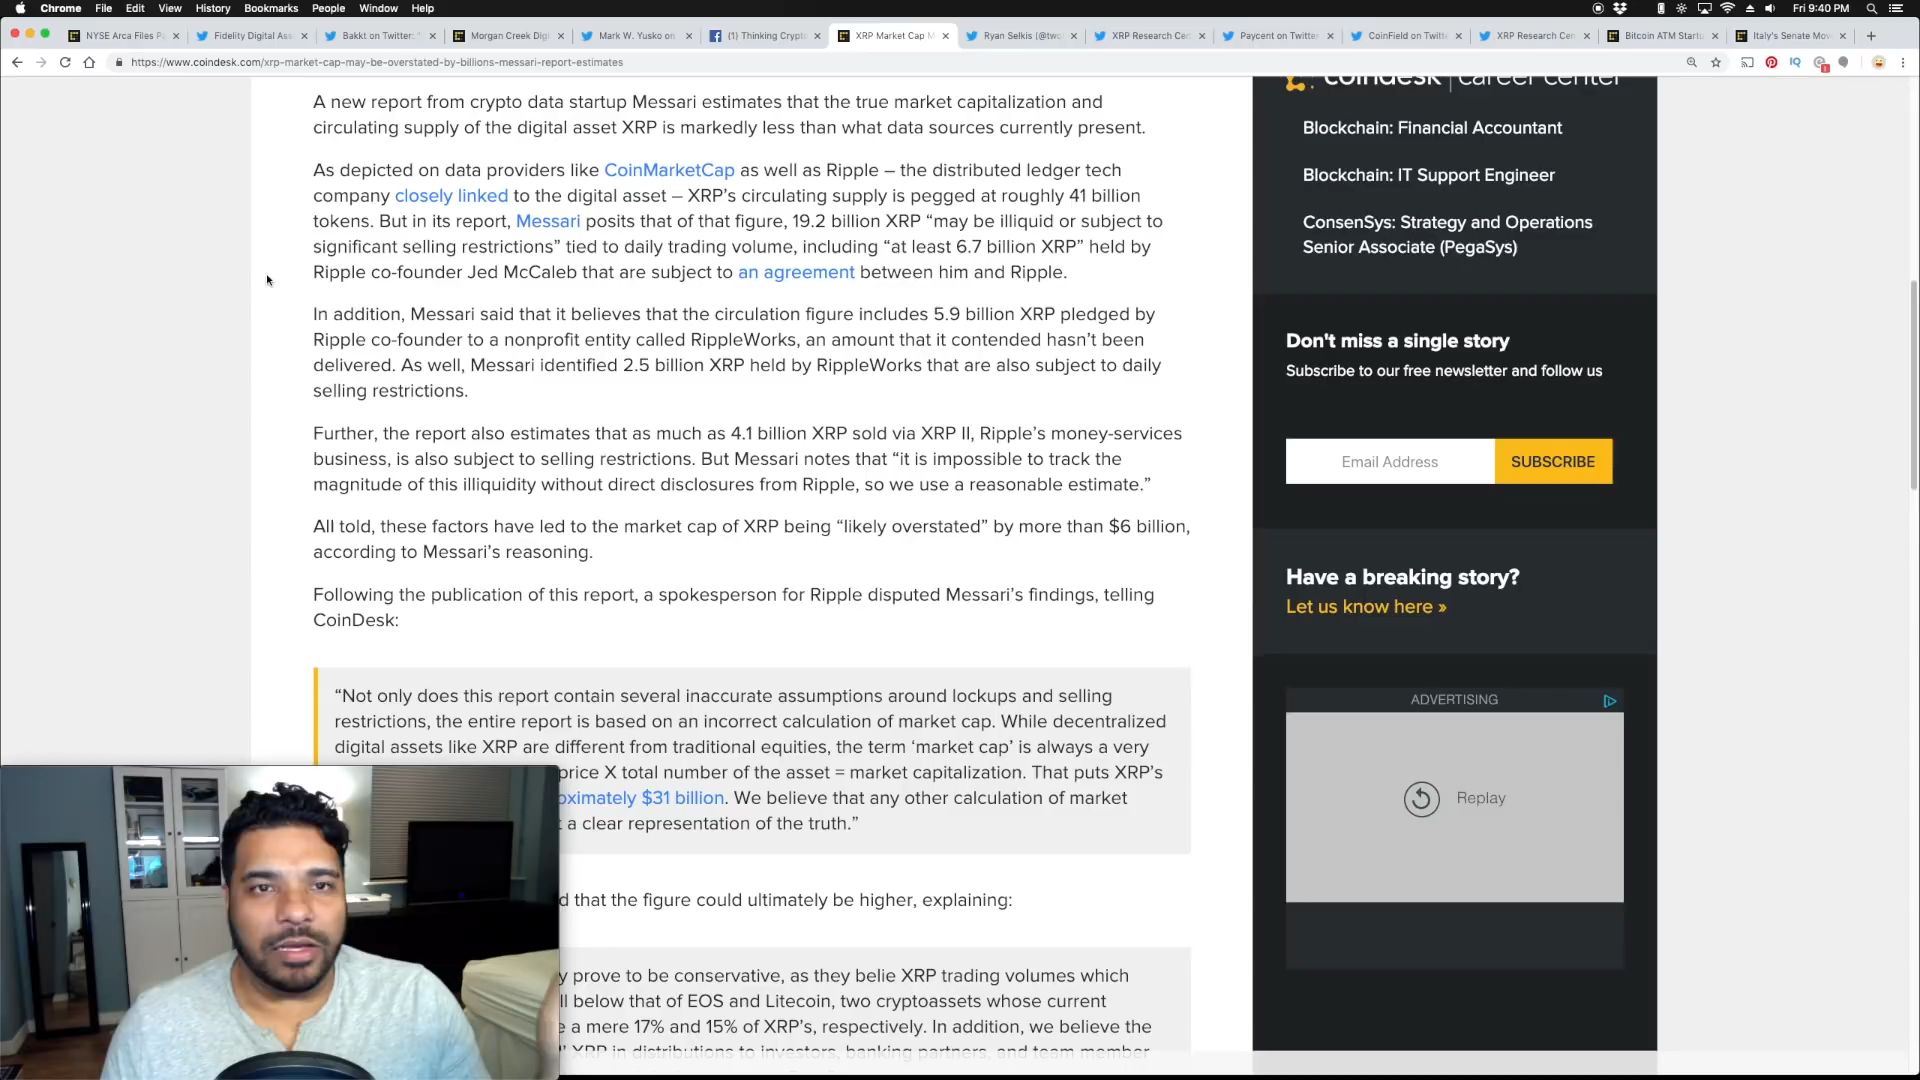 Chrome File Edit View History Bookmarks People Window Help Fri 9:40 PM
NYSE Arca Files P Fidelity Digital Ass Bakkt on Twitter: Morgan Creek Digi Mark W. Yusko on (1) Thinking Crypto XRP Market Cap M Ryan Selkis (@two XRP Research Cen Paycent on Twitter CoinField on Twitte XRP Research Cen Bitcoin ATM Startu Italy's Senate Mov
https://www.coindesk.com/xrp-market-cap-may-be-overstated-by-billions-messari-report-estimates
coindesk | career center
A new report from crypto data startup Messari estimates that the true market capitalization and
circulating supply of the digital asset XRP is markedly less than what data sources currently present.
As depicted on data providers like CoinMarketCap as well as Ripple – the distributed ledger tech
company closely linked to the digital asset – XRP’s circulating supply is pegged at roughly 41 billion
tokens. But in its report, Messari posits that of that figure, 19.2 billion XRP “may be illiquid or subject to
significant selling restrictions” tied to daily trading volume, including “at least 6.7 billion XRP” held by
Ripple co-founder Jed McCaleb that are subject to an agreement between him and Ripple.
In addition, Messari said that it believes that the circulation figure includes 5.9 billion XRP pledged by
Ripple co-founder to a nonprofit entity called RippleWorks, an amount that it contended hasn’t been
delivered. As well, Messari identified 2.5 billion XRP held by RippleWorks that are also subject to daily
selling restrictions.
Further, the report also estimates that as much as 4.1 billion XRP sold via XRP II, Ripple’s money-services
business, is also subject to selling restrictions. But Messari notes that “it is impossible to track the
magnitude of this illiquidity without direct disclosures from Ripple, so we use a reasonable estimate.”
All told, these factors have led to the market cap of XRP being “likely overstated” by more than $6 billion,
according to Messari’s reasoning.
Following the publication of this report, a spokesperson for Ripple disputed Messari’s findings, telling
CoinDesk:
“Not only does this report contain several inaccurate assumptions around lockups and selling
restrictions, the entire report is based on an incorrect calculation of market cap. While decentralized
digital assets like XRP are different from traditional equities, the term ‘market cap’ is always a very
price X total number of the asset = market capitalization. That puts XRP’s
oximately $31 billion. We believe that any other calculation of market
t a clear representation of the truth.”
d that the figure could ultimately be higher, explaining:
y prove to be conservative, as they belie XRP trading volumes which
ll below that of EOS and Litecoin, two cryptoassets whose current
e a mere 17% and 15% of XRP’s, respectively. In addition, we believe the
XRP in distributions to investors, banking partners, and team member
Blockchain: Financial Accountant
Blockchain: IT Support Engineer
ConsenSys: Strategy and Operations
Senior Associate (PegaSys)
Don't miss a single story
Subscribe to our free newsletter and follow us
Email Address SUBSCRIBE
Have a breaking story?
Let us know here »
ADVERTISING
Replay